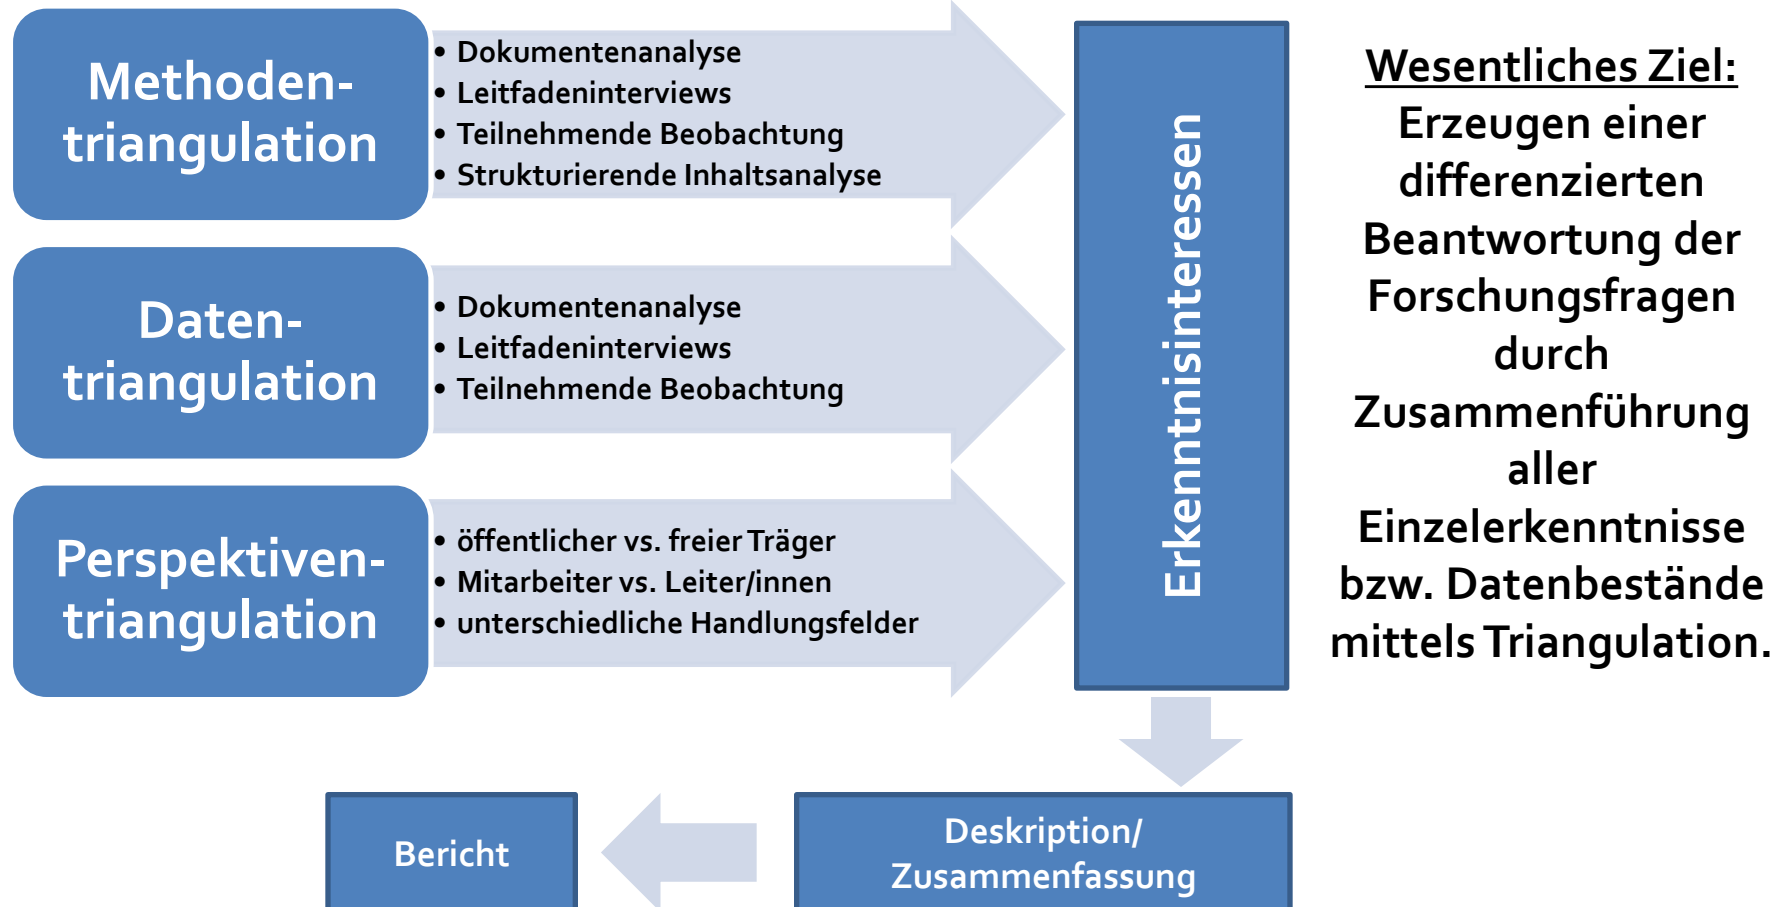 Methoden-
triangulation
• Dokumentenanalyse
• Leitfadeninterviews
• Teilnehmende Beobachtung
• Strukturierende Inhaltsanalyse
Daten-
triangulation
• Dokumentenanalyse
• Leitfadeninterviews
• Teilnehmende Beobachtung
Perspektiven-
triangulation
• öffentlicher vs. freier Träger
• Mitarbeiter vs. Leiter/innen
• unterschiedliche Handlungsfelder
Erkenntnisinteressen
Wesentliches Ziel:
Erzeugen einer
differenzierten
Beantwortung der
Forschungsfragen
durch
Zusammenführung
aller
Einzelerkenntnisse
bzw. Datenbestände
mittels Triangulation.
Deskription/
Zusammenfassung
Bericht